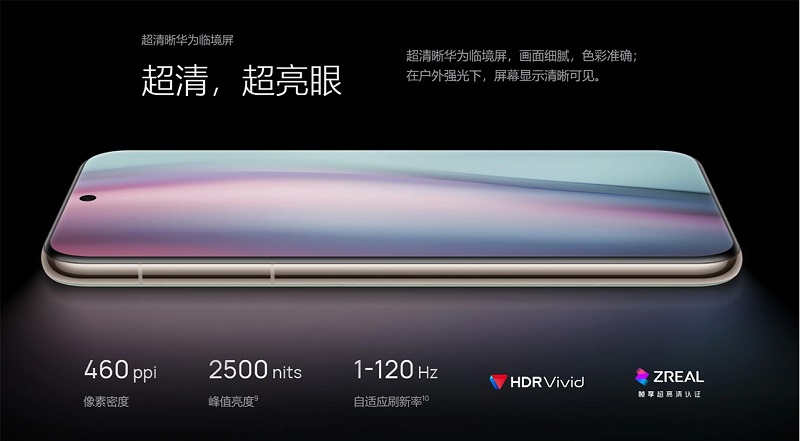 超清晰华为临境屏
超清，超亮眼
超清晰华为临境屏，画面细腻，色彩准确；
在户外强光下，屏幕显示清晰可见。
460 ppi
像素密度
2500 nits
峰值亮度9
1-120 Hz
自适应刷新率10
HDR Vivid
ZREAL
帧享超高清认证